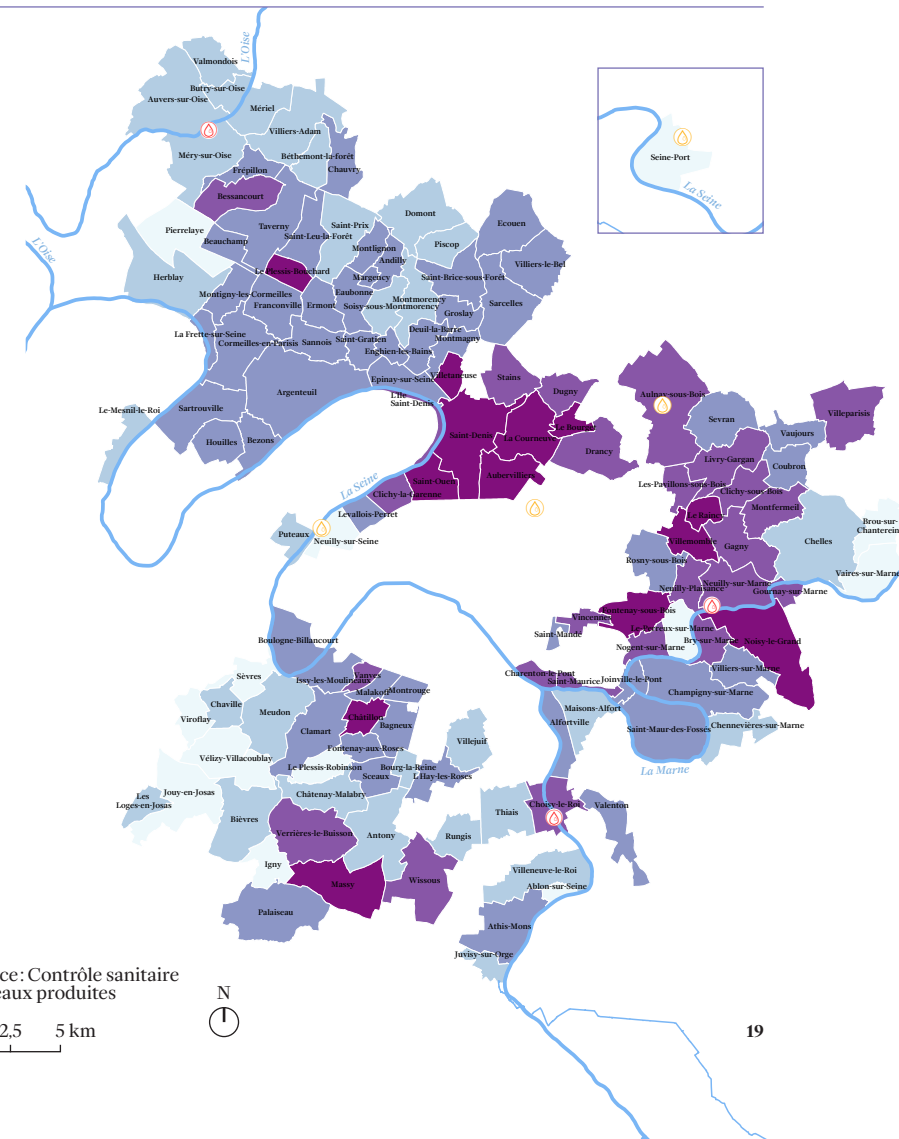 L'Oise
Valmondois
Butry-sur-Oise
Auvers-sur-Oise
Mériel
Villiers-Adam
Méry-sur-Oise
Béthemont-la-forêt
Frépillon
Chauvry
Bessancourt
Seine-Port
La Seine
L'Oise
Pierrelaye
Taverny
Saint-Prix
Domont
Ecouen
Beauchamp
Saint-Leu-la-Forêt
Montlignon
Piscop
Andilly
Villiers-le-Bel
Herblay
Le Plessis-Bouchard
Margency
Saint-Brice-sous-Forêt
Montigny-les-Cormeilles
Eaubonne
Montmorency
Franconville
Ermont
Soisy-sous-Montmorency
Groslay
Sarcelles
La Frette-sur-Seine
Cormeilles-en-Parisis
Sannois
Saint-Gratien
Deuil-la-Barre
Montmagny
Enghien-les-Bains
Epinay-sur-Seine
Villetaneuse
Stains
Dugny
Aulnay-sous-Bois
Argenteuil
L'Ile
Saint-Denis
Le-Mesnil-le-Roi
Sartrouville
Villeparisis
Sevran
Vaujours
Houilles
Bezons
Saint-Denis
La Courneuve
Le Bourget
Drancy
Livry-Gargan
Coubron
La Seine
Saint-Ouen
Aubervilliers
Les-Pavillons-sous-Bois
Clichy-sous-Bois
Clichy-la-Garenne
Montfermeil
Levallois-Perret
Le Raincy
Brou-sur-
Chanterein
Puteaux
Neuilly-sur-Seine
Villemomble
Gagny
Chelles
Rosny-sous-Bois
Vaires-sur-Marne
Neuilly-Plaisance
Neuilly-sur-Marne
Gournay-sur-Marne
Fontenay-sous-Bois
Vincennes
Saint-Mandé
Le-Perreux-sur-Marne
Nogent-sur-Marne
Bry-sur-Marne
Noisy-le-Grand
Boulogne-Billancourt
Charenton-le-Pont
Saint-Maurice
Joinville-le-Pont
Villiers-sur-Marne
Champigny-sur-Marne
Sèvres
Issy-les-Moulineaux
Vanves
Malakoff
Montrouge
Chaville
Meudon
Maisons-Alfort
Viroflay
Clamart
Châtillon
Bagneux
Alfortville
Saint-Maur-des-Fossés
Chennevières-sur-Marne
Fontenay-aux-Roses
Villejuif
Vélizy-Villacoublay
Le Plessis-Robinson
Bourg-la-Reine
Sceaux
L'Hay-les-Roses
La Marne
Les
Loges-en-Josas
Jouy-en-Josas
Châtenay-Malabry
Bièvres
Verrières-le-Buisson
Antony
Rungis
Thiais
Choisy-le-Roi
Valenton
Igny
Massy
Wissous
Villeneuve-le-Roi
Ablon-sur-Seine
Palaiseau
Athis-Mons
Juvisy-sur-Orge
ce : Contrôle sanitaire
eaux produites
N
2,5 5 km
19